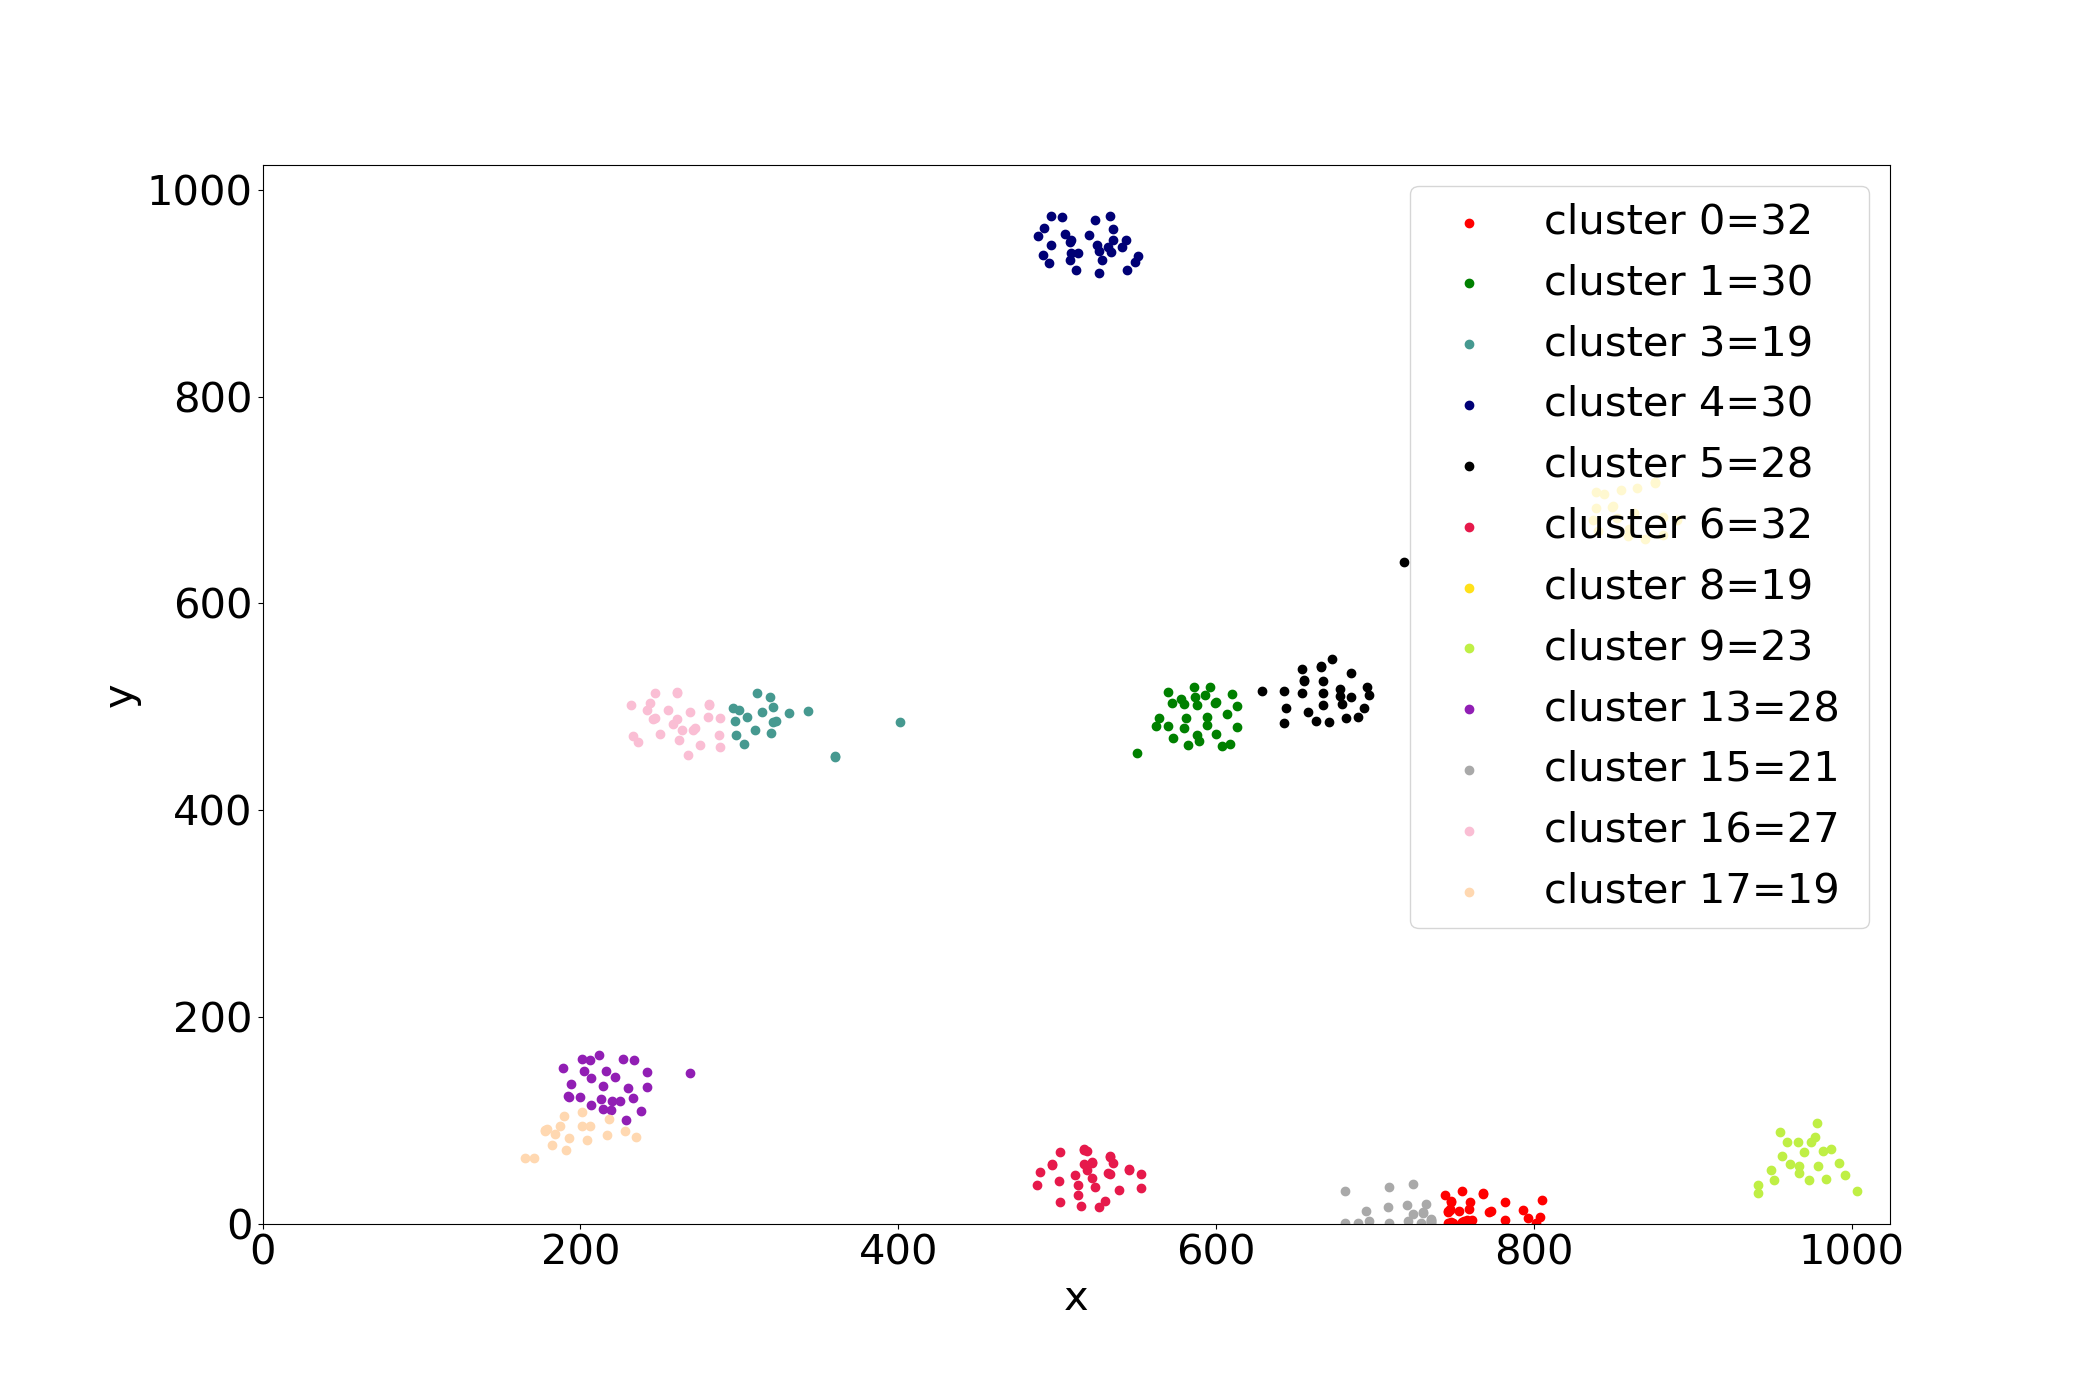 1000
800
600
400
200
0
y
0 200 400 600 800 1000
x
cluster 0=32
cluster 1=30
cluster 3=19
cluster 4=30
cluster 5=28
cluster 6=32
cluster 8=19
cluster 9=23
cluster 13=28
cluster 15=21
cluster 16=27
cluster 17=19